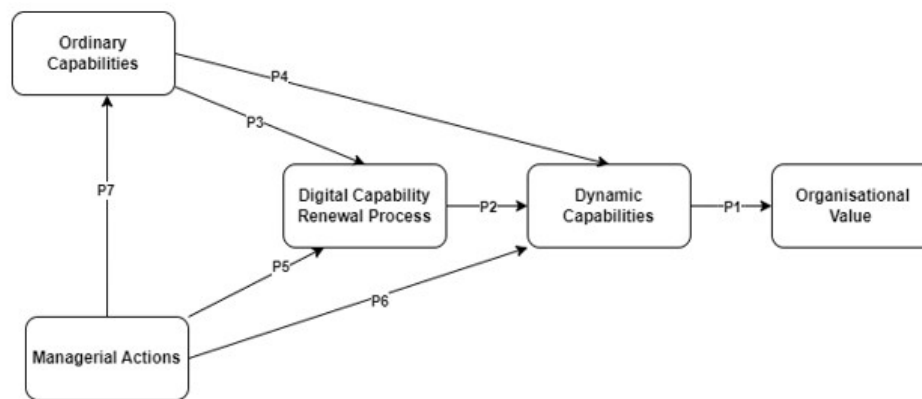 Ordinary
Capabilities
P4
P3
P7
Digital Capability
Renewal Process
P2
Dynamic
Capabilities
P1
Organisational
Value
P5
P6
Managerial Actions